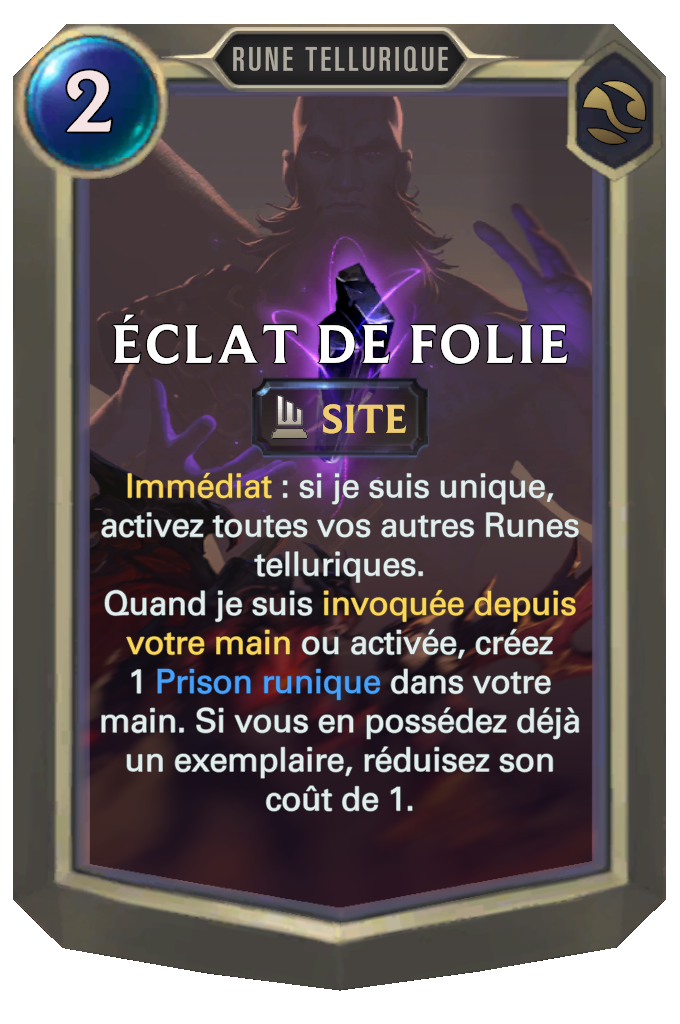 RUNE TELLURIQUE
2
ÉCLAT DE FOLIE
SITE
Immédiat : si je suis unique,
activez toutes vos autres Runes
telluriques.
Quand je suis invoquée depuis
votre main ou activée, créez
1 Prison runique dans votre
main. Si vous en possédez déjà
un exemplaire, réduisez son
coût de 1.